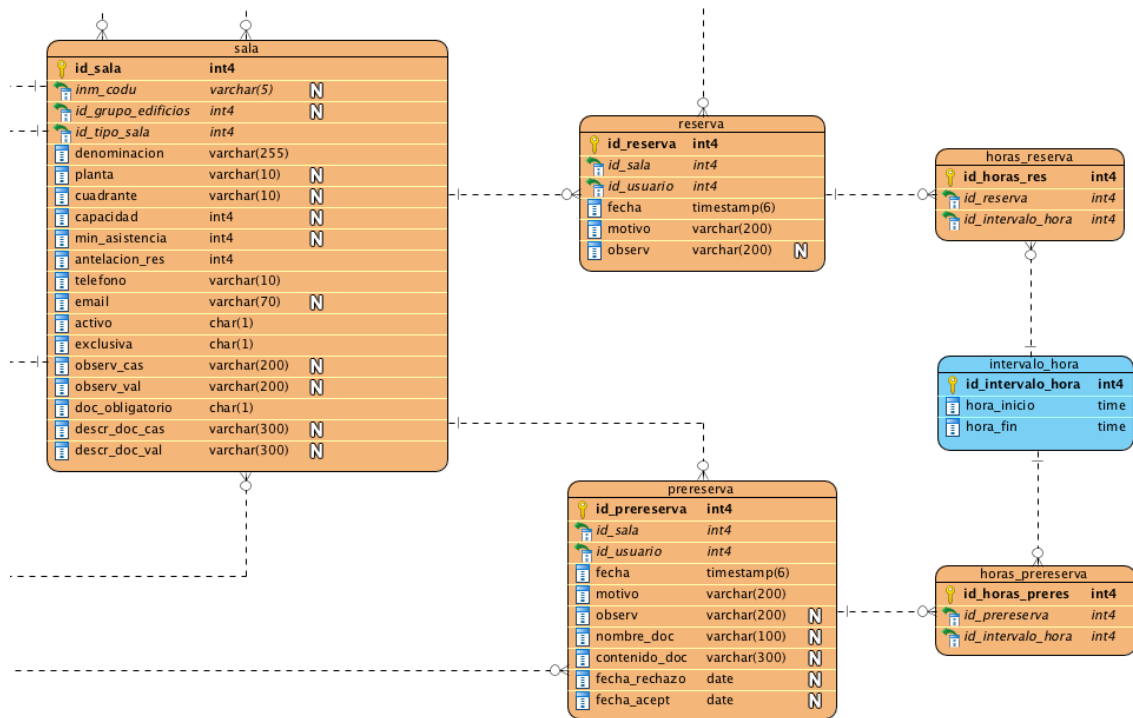 sala
id_sala int4
inm_codu varchar(5) N
id_grupo_edificios int4 N
id_tipo_sala int4
denominacion varchar(255)
planta varchar(10) N
cuadrante varchar(10) N
capacidad int4 N
min_asistencia int4 N
antelacion_res int4
telefono varchar(10)
email varchar(70) N
activo char(1)
exclusiva char(1)
observ_cas varchar(200) N
observ_val varchar(200) N
doc_obligatorio char(1)
descr_doc_cas varchar(300) N
descr_doc_val varchar(300) N
reserva
id_reserva int4
id_sala int4
id_usuario int4
fecha timestamp(6)
motivo varchar(200)
observ varchar(200) N
horas_reserva
id_horas_res int4
id_reserva int4
id_intervalo_hora int4
intervalo_hora
id_intervalo_hora int4
hora_inicio time
hora_fin time
prereserva
id_prereserva int4
id_sala int4
id_usuario int4
fecha timestamp(6)
motivo varchar(200)
observ varchar(200) N
nombre_doc varchar(100) N
contenido_doc varchar(300) N
fecha_rechazo date N
fecha_acept date N
horas_prereserva
id_horas_preres int4
id_prereserva int4
id_intervalo_hora int4